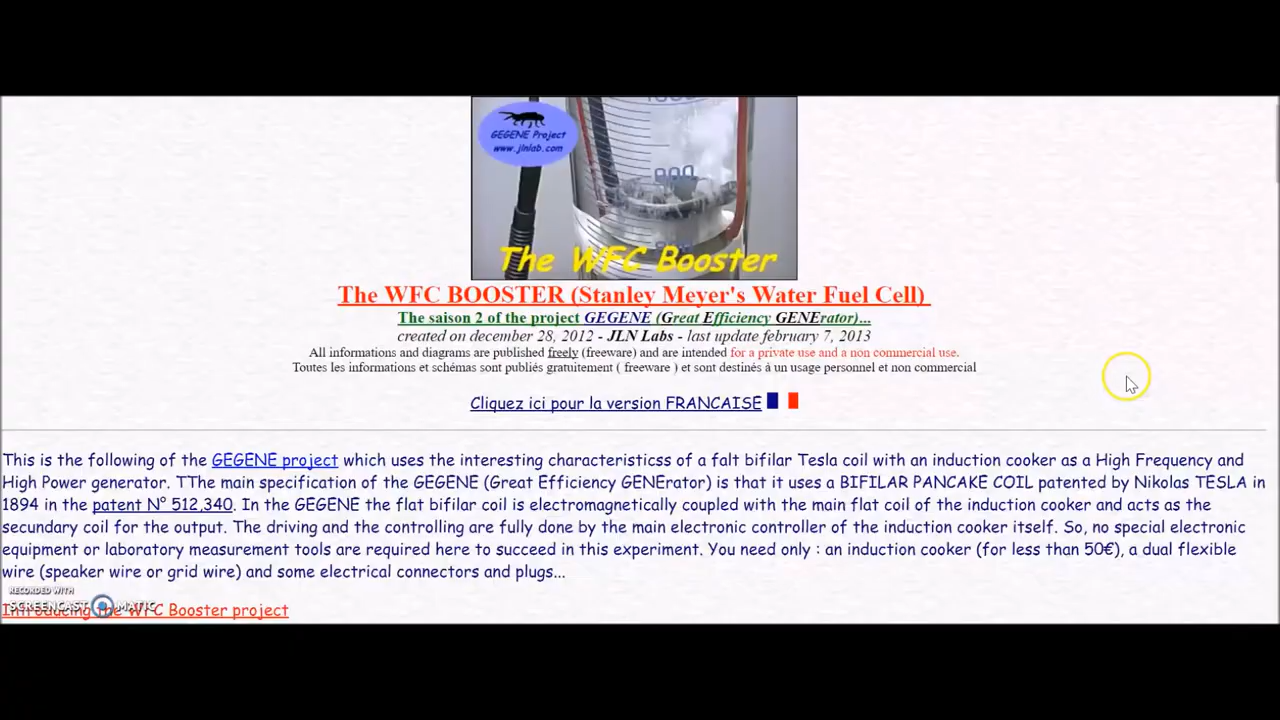 GEGENE Project
www.jlnlab.com
900
The WFC Booster
The WFC BOOSTER (Stanley Meyer's Water Fuel Cell)
The saison 2 of the project GEGENE (Great Efficiency GENErator)...
created on december 28, 2012 - JLN Labs - last update february 7, 2013
All informations and diagrams are published freely (freeware) and are intended for a private use and a non commercial use.
Toutes les informations et schémas sont publiés gratuitement ( freeware ) et sont destinés à un usage personnel et non commercial
Cliquez ici pour la version FRANCAISE
This is the following of the GEGENE project which uses the interesting characteristicss of a falt bifilar Tesla coil with an induction cooker as a High Frequency and
High Power generator. TThe main specification of the GEGENE (Great Efficiency GENErator) is that it uses a BIFILAR PANCAKE COIL patented by Nikolas TESLA in
1894 in the patent N° 512,340. In the GEGENE the flat bifilar coil is electromagnetically coupled with the main flat coil of the induction cooker and acts as the
secundary coil for the output. The driving and the controlling are fully done by the main electronic controller of the induction cooker itself. So, no special electronic
equipment or laboratory measurement tools are required here to succeed in this experiment. You need only : an induction cooker (for less than 50€), a dual flexible
wire (speaker wire or grid wire) and some electrical connectors and plugs...
RECORDED WITH
SCREENCAST MATIC
Introducing the WFC Booster project